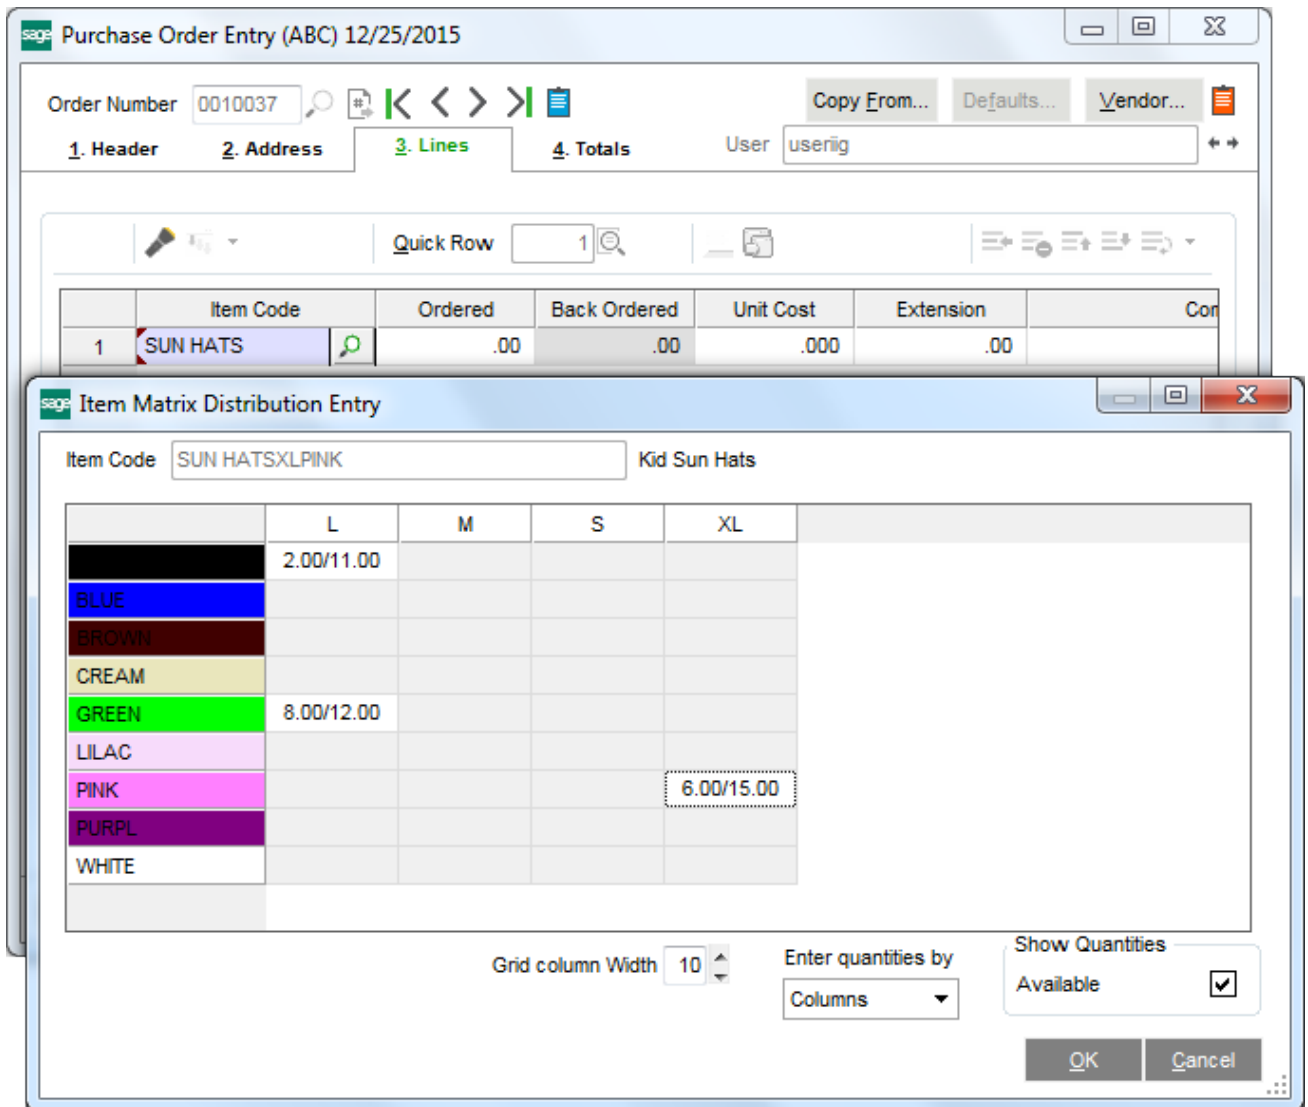 sage Purchase Order Entry (ABC) 12/25/2015
Order Number 0010037 # Copy From... Defaults... Vendor...
1. Header 2. Address 3. Lines 4. Totals User useriig
Quick Row 1
Item Code Ordered Back Ordered Unit Cost Extension Com
1 SUN HATS .00 .00 .000 .00
sage Item Matrix Distribution Entry
Item Code SUN HATSXLPINK Kid Sun Hats
L M S XL
2.00/11.00
BLUE
BROWN
CREAM
GREEN 8.00/12.00
LILAC
PINK 6.00/15.00
PURPL
WHITE
Grid column Width 10 Enter quantities by Show Quantities
Columns Available
OK Cancel